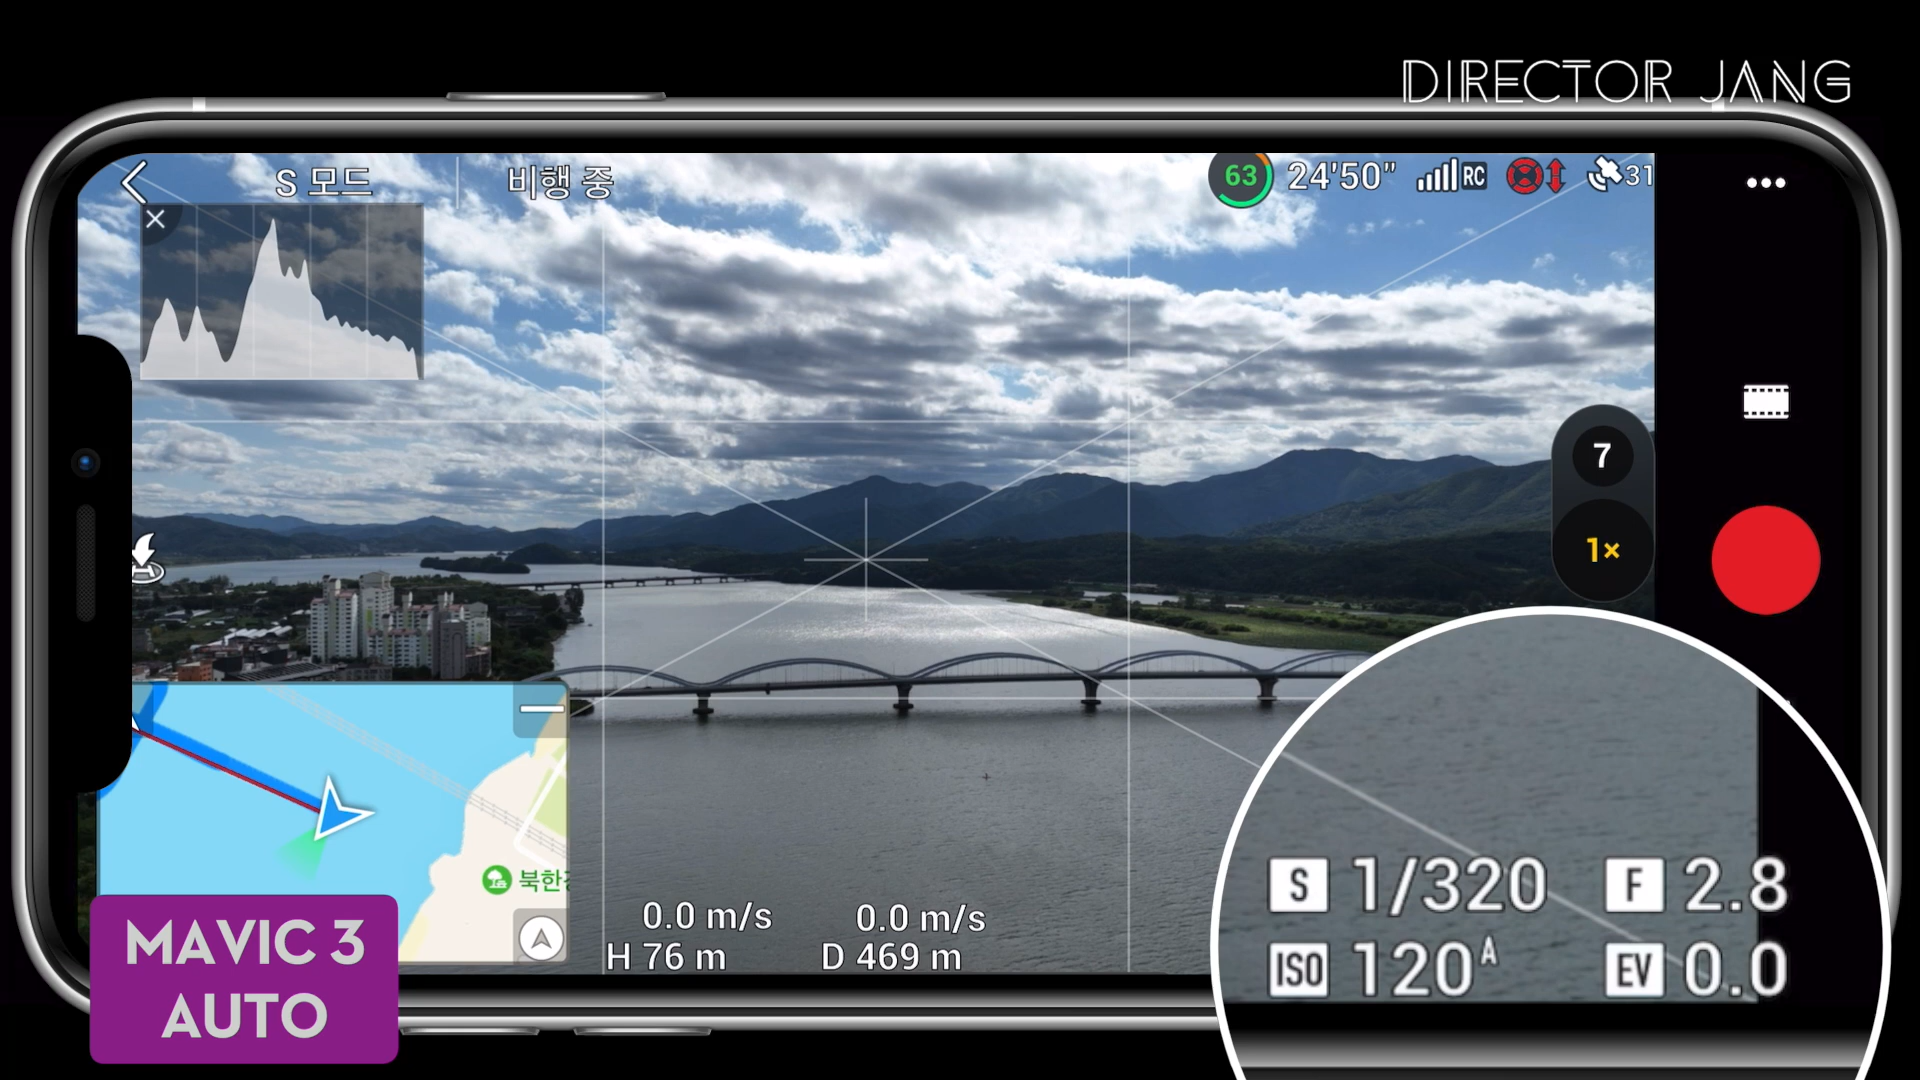 DIRECTOR JANG
S 모드
비행 중
63
24'50"
RC
31
7
1×
북한
0.0 m/s
0.0 m/s
H 76 m
D 469 m
S 1/320
F 2.8
ISO 120 A
EV 0.0
MAVIC 3
AUTO